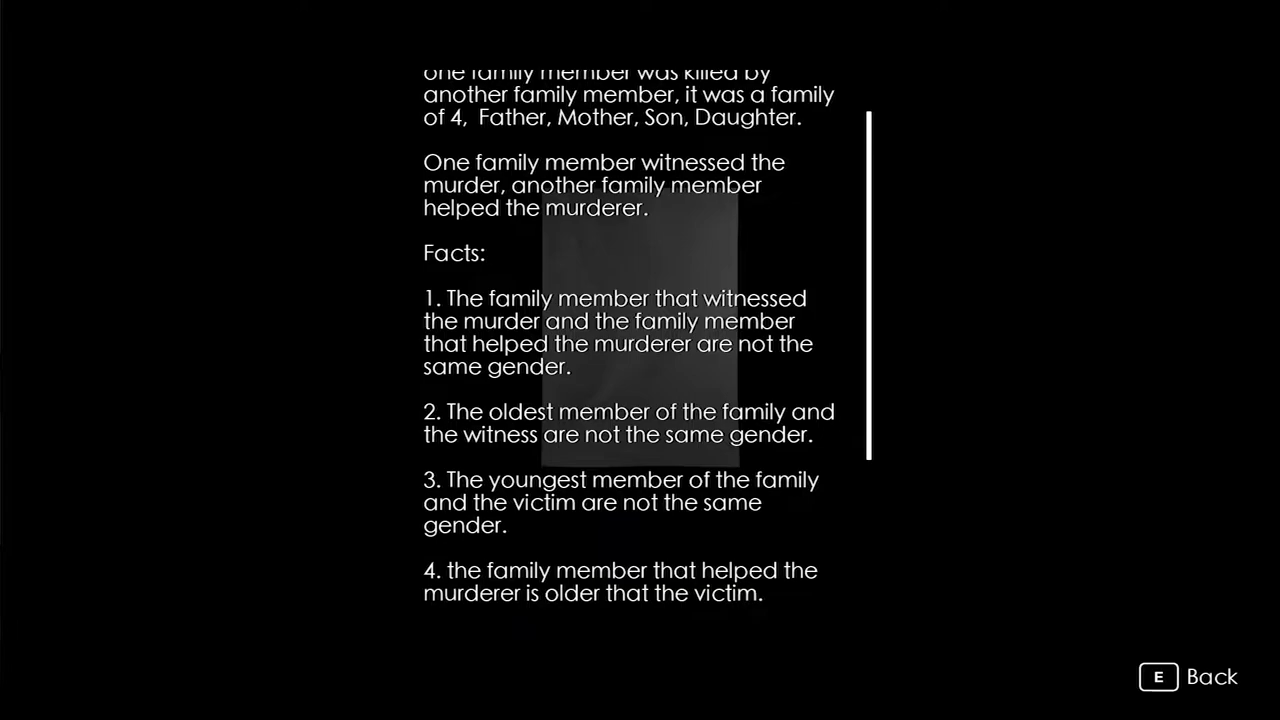 one family member was killed by
another family member, it was a family
of 4,  Father, Mother, Son, Daughter.
One family member witnessed the
murder, another family member
helped the murderer.
Facts:
1. The family member that witnessed
the murder and the family member
that helped the murderer are not the
same gender.
2. The oldest member of the family and
the witness are not the same gender.
3. The youngest member of the family
and the victim are not the same
gender.
4. the family member that helped the
murderer is older that the victim.
E Back